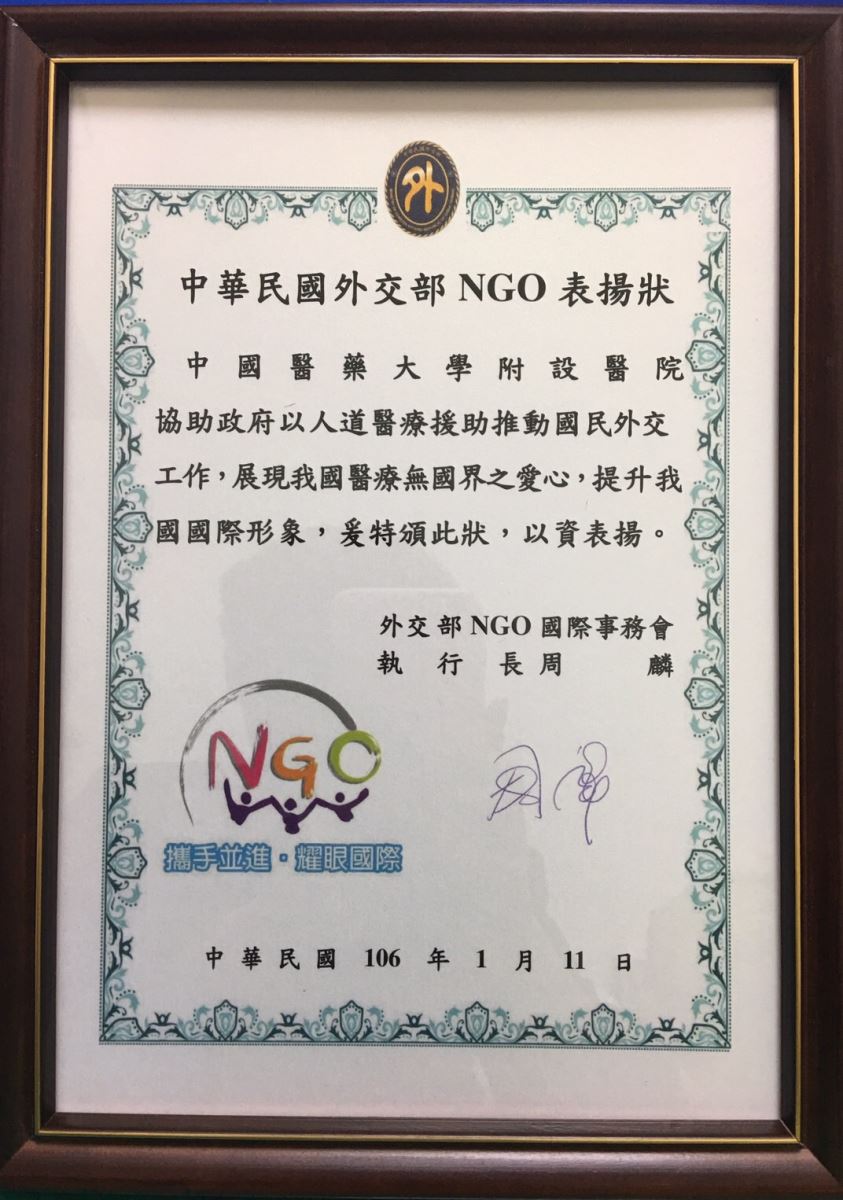 外
中華民國外交部 NGO 表揚狀
中國醫藥大學附設醫院
協助政府以人道醫療援助推動國民外交
工作，展現我國醫療無國界之愛心，提升我
國國際形象，爰特頒此狀，以資表揚。
外交部 NGO 國際事務會
執行長周麟
NGO
攜手並進・耀眼國際
中華民國 106 年 1 月 11 日